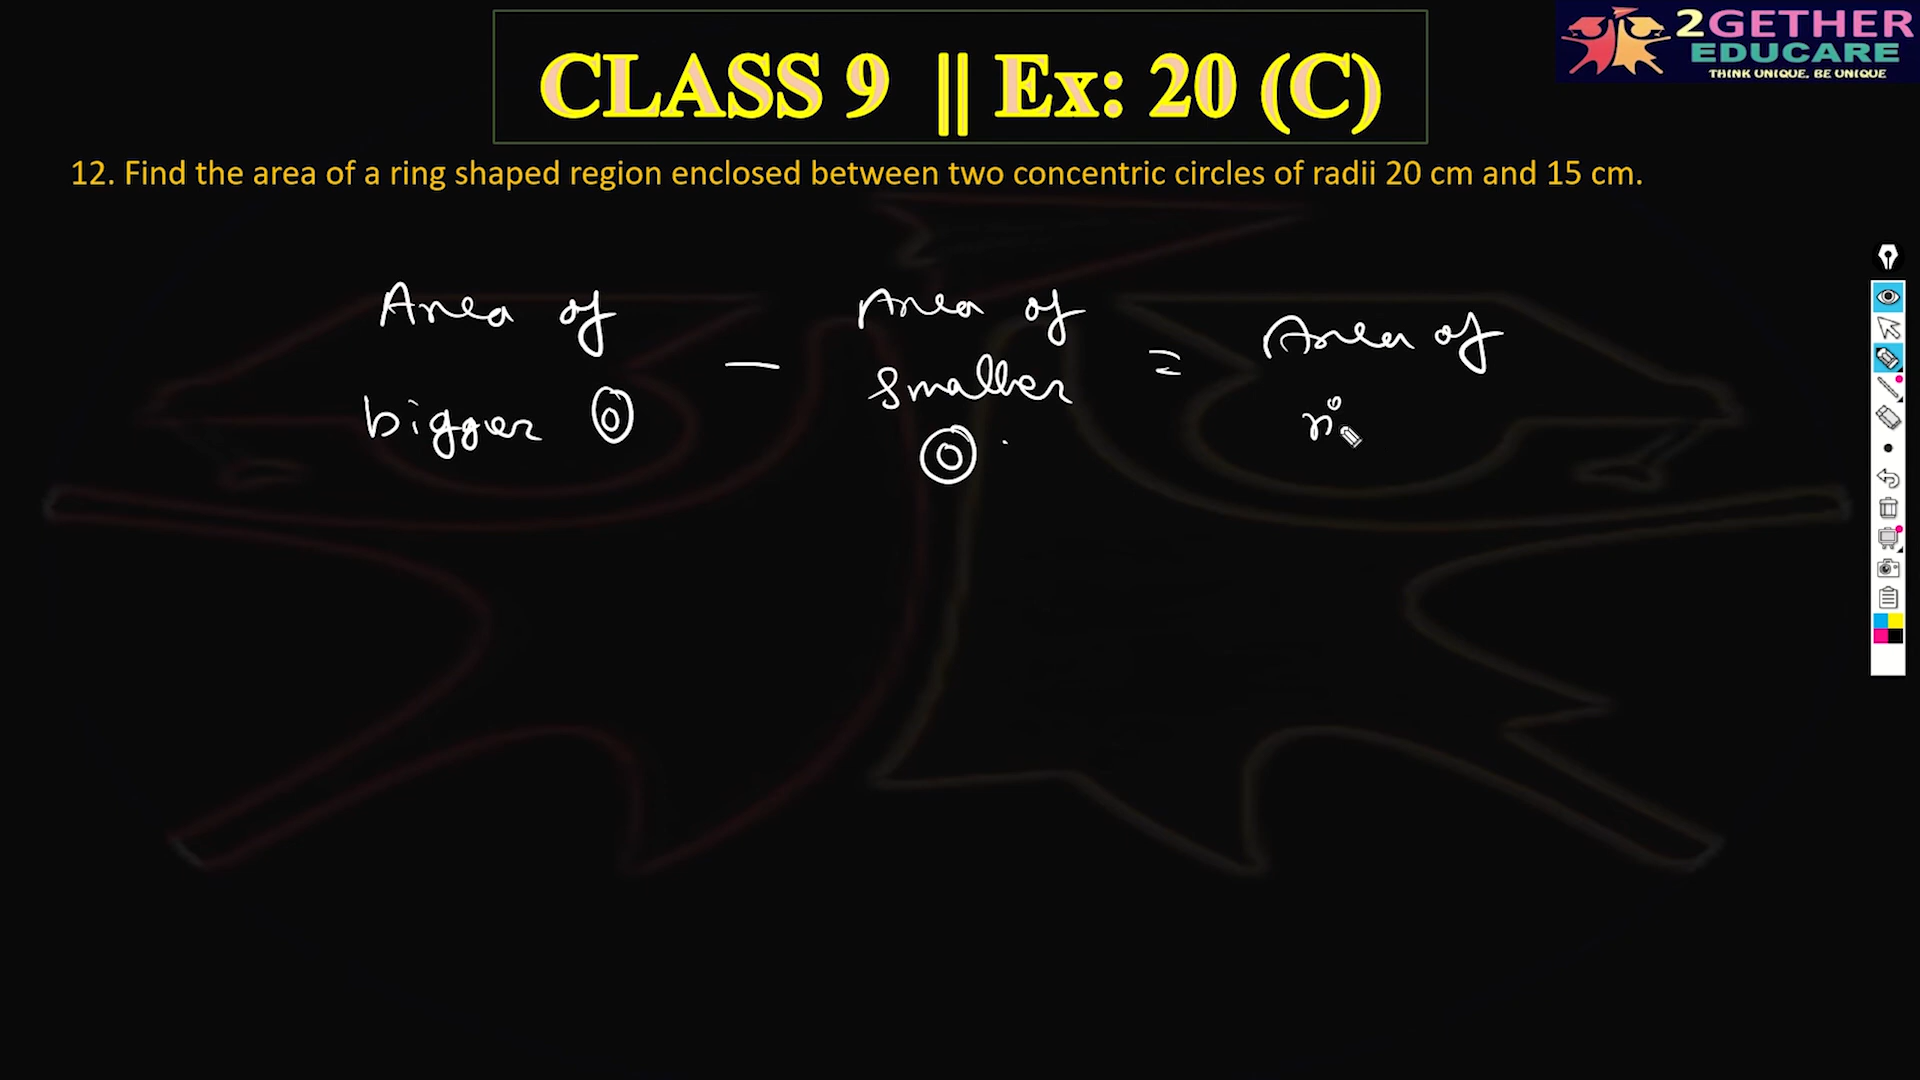 2GETHER
EDUCARE
THINK UNIQUE. BE UNIQUE
CLASS 9 || Ex: 20 (C)
12. Find the area of a ring shaped region enclosed between two concentric circles of radii 20 cm and 15 cm.
Area of
bigger
−
Area of
smaller
=
Area of